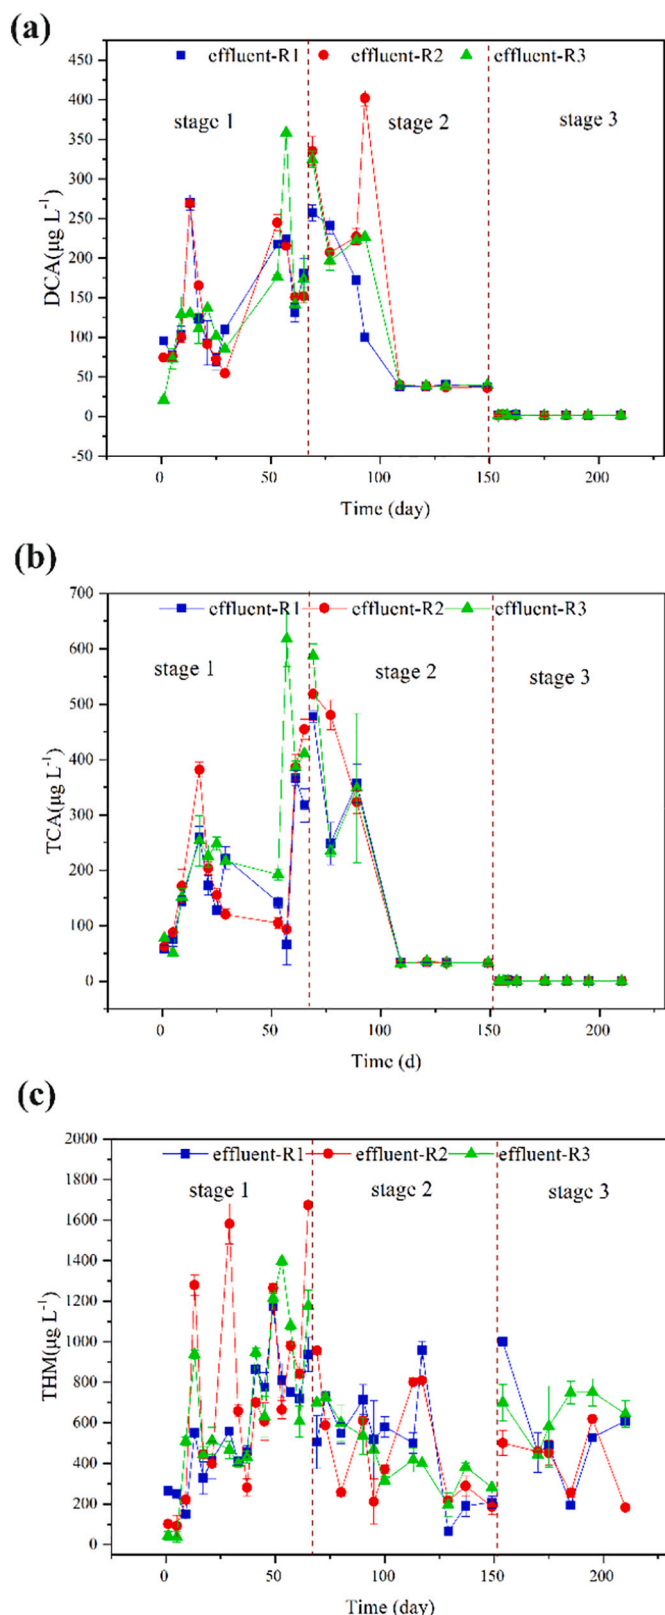 (a)
effluent-R1 effluent-R2 effluent-R3
450
400
350
300
250
200
150
100
50
0
-50
stage 1 stage 2 stage 3
DCA(μg L-1)
0 50 100 150 200
Time (day)
(b)
effluent-R1 effluent-R2 effluent-R3
700
600
500
400
300
200
100
0
stage 1 stage 2 stage 3
TCA(μg L-1)
0 50 100 150 200
Time (d)
(c)
effluent-R1 effluent-R2 effluent-R3
2000
1800
1600
1400
1200
1000
800
600
400
200
0
stage 1 stage 2 stage 3
THM(μg L-1)
0 50 100 150 200
Time (day)